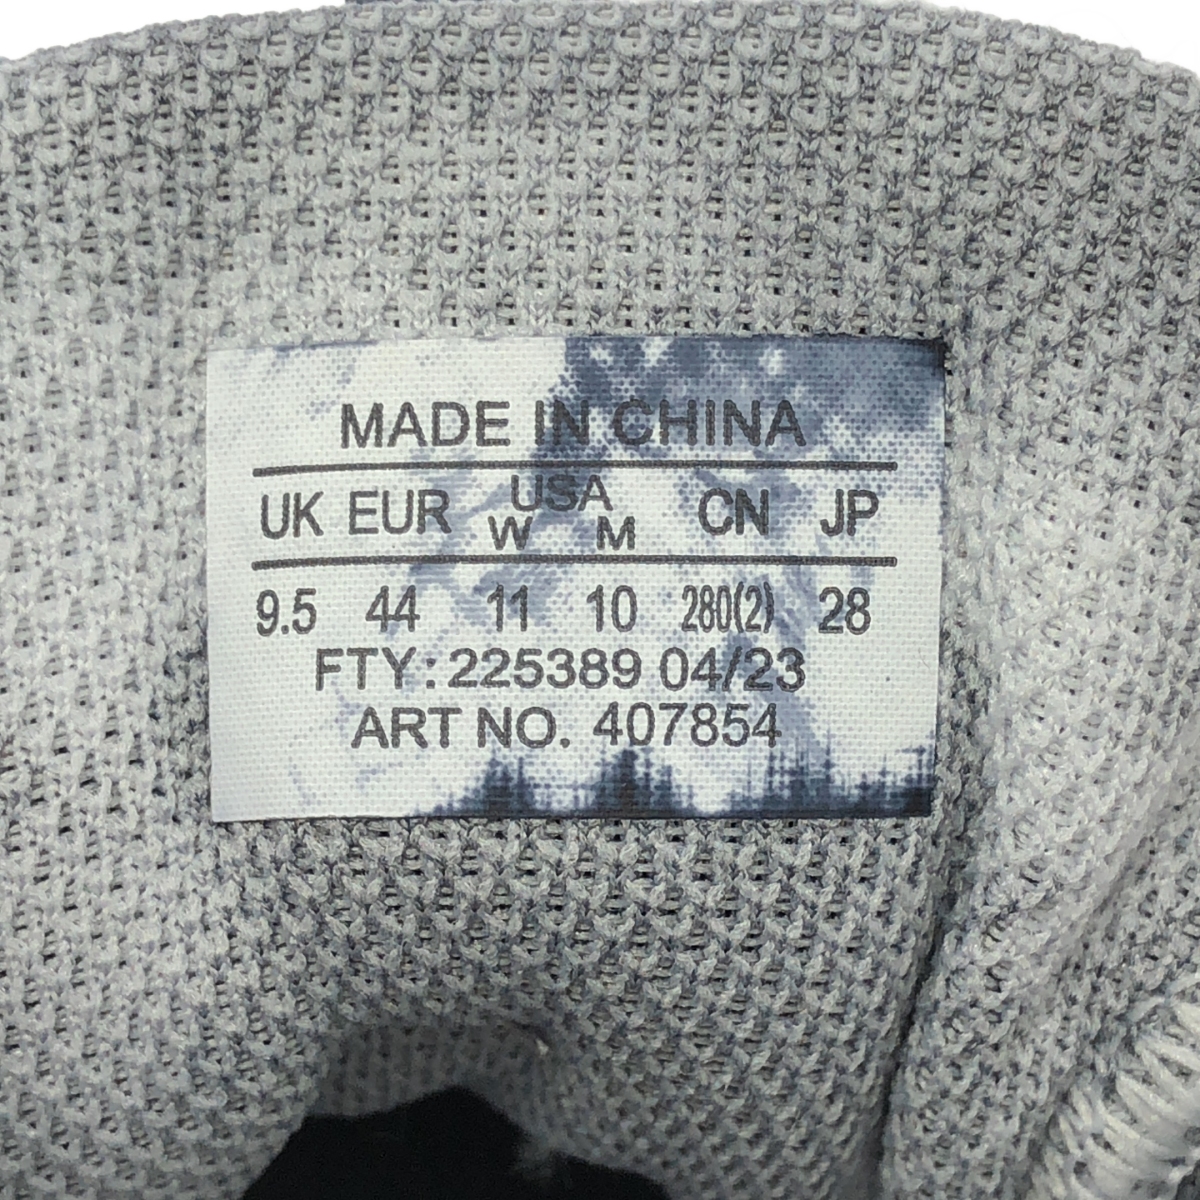 MADE IN CHINA
UK EUR USA CN JP
W M
9.5 44 11 10 280(2) 28
FTY: 225389 04/23
ART NO. 407854